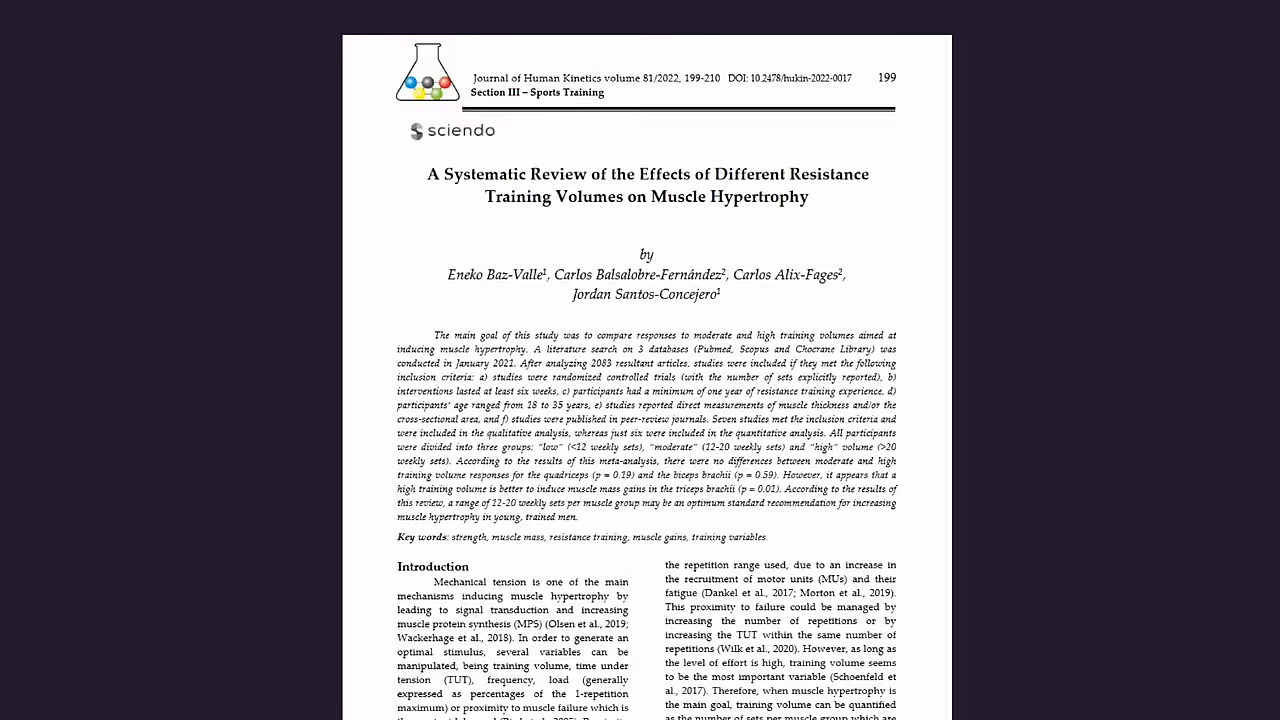 Journal of Human Kinetics volume 81/2022, 199-210 DOI: 10.2478/hukin-2022-0017 199
Section III – Sports Training
sciendo
A Systematic Review of the Effects of Different Resistance
Training Volumes on Muscle Hypertrophy
by
Eneko Baz-Valle¹, Carlos Balsalobre-Fernández², Carlos Alix-Fages²,
Jordan Santos-Concejero¹
The main goal of this study was to compare responses to moderate and high training volumes aimed at
inducing muscle hypertrophy. A literature search on 3 databases (Pubmed, Scopus and Chocrane Library) was
conducted in January 2021. After analyzing 2083 resultant articles, studies were included if they met the following
inclusion criteria: a) studies were randomized controlled trials (with the number of sets explicitly reported), b)
interventions lasted at least six weeks, c) participants had a minimum of one year of resistance training experience, d)
participants' age ranged from 18 to 35 years, e) studies reported direct measurements of muscle thickness and/or the
cross-sectional area, and f) studies were published in peer-review journals. Seven studies met the inclusion criteria and
were included in the qualitative analysis, whereas just six were included in the quantitative analysis. All participants
were divided into three groups: "low" (<12 weekly sets), "moderate" (12-20 weekly sets) and "high" volume (>20
weekly sets). According to the results of this meta-analysis, there were no differences between moderate and high
training volume responses for the quadriceps (p = 0.19) and the biceps brachii (p = 0.59). However, it appears that a
high training volume is better to induce muscle mass gains in the triceps brachii (p = 0.01). According to the results of
this review, a range of 12-20 weekly sets per muscle group may be an optimum standard recommendation for increasing
muscle hypertrophy in young, trained men.
Key words: strength, muscle mass, resistance training, muscle gains, training variables.
Introduction
Mechanical tension is one of the main
mechanisms inducing muscle hypertrophy by
leading to signal transduction and increasing
muscle protein synthesis (MPS) (Olsen et al., 2019;
Wackerhage et al., 2018). In order to generate an
optimal stimulus, several variables can be
manipulated, being training volume, time under
tension (TUT), frequency, load (generally
expressed as percentages of the 1-repetition
maximum) or proximity to muscle failure which is
the repetition range used, due to an increase in
the recruitment of motor units (MUs) and their
fatigue (Dankel et al., 2017; Morton et al., 2019).
This proximity to failure could be managed by
increasing the number of repetitions or by
increasing the TUT within the same number of
repetitions (Wilk et al., 2020). However, as long as
the level of effort is high, training volume seems
to be the most important variable (Schoenfeld et
al., 2017). Therefore, when muscle hypertrophy is
the main goal, training volume can be quantified
as the number of sets per muscle group which are